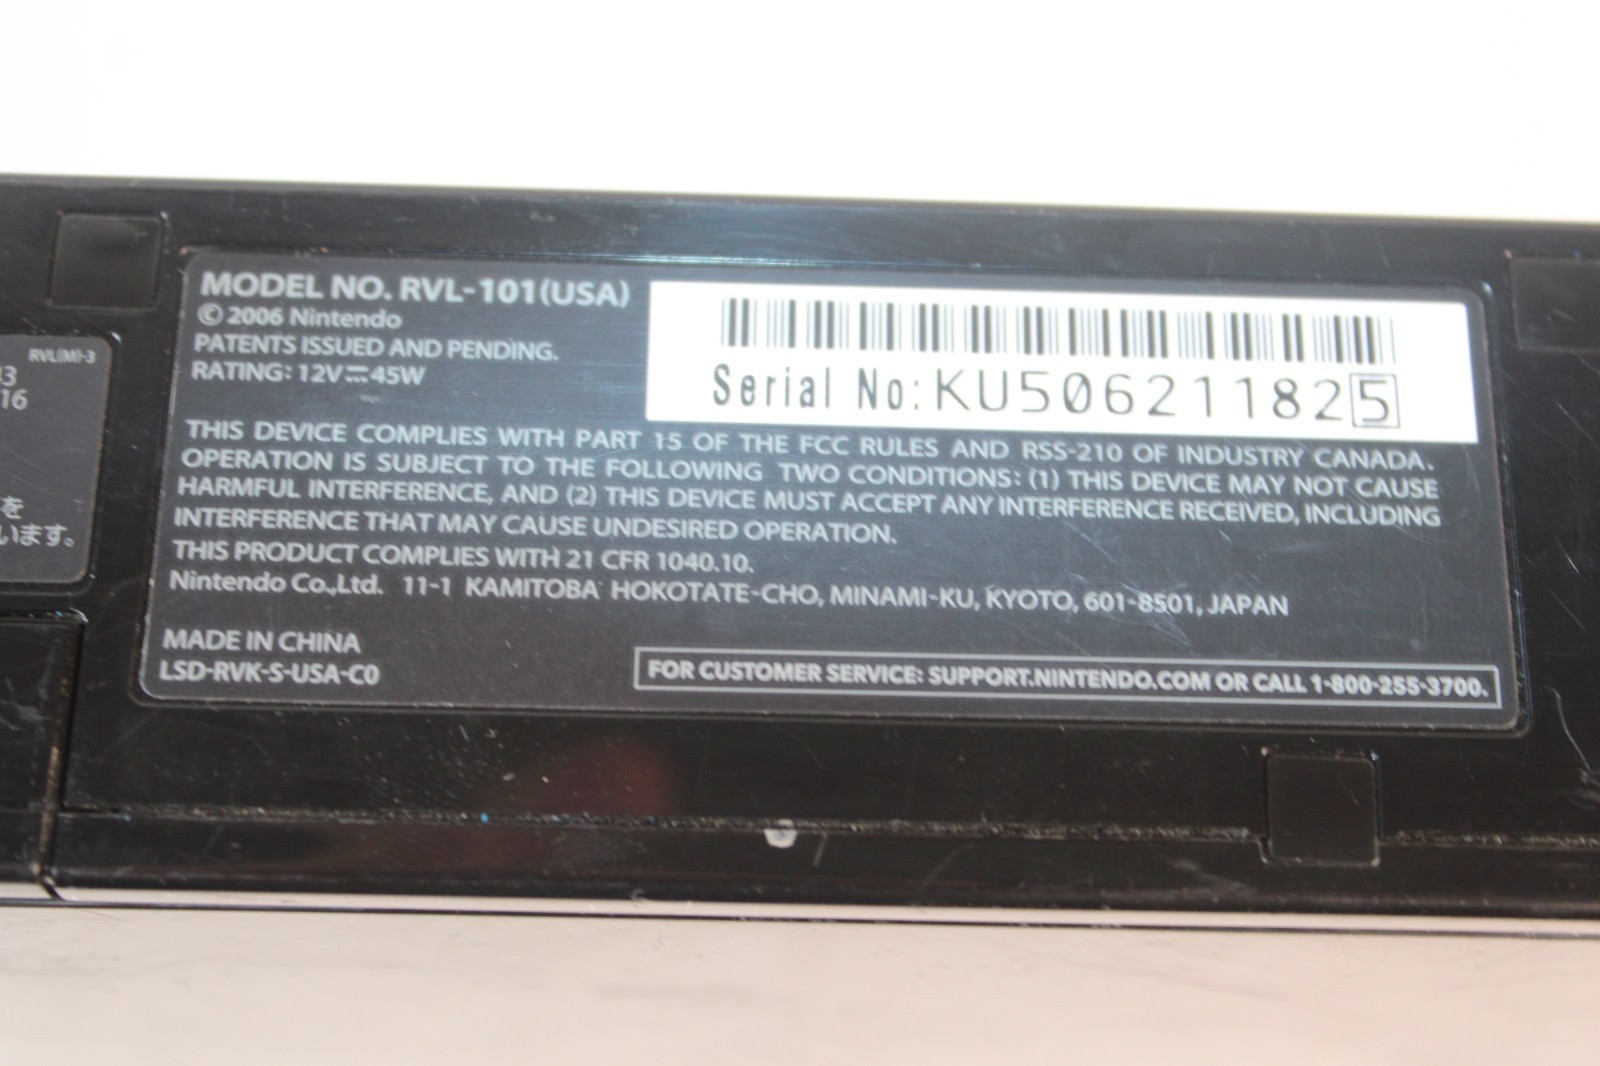 RVL(M)-3
13
16
を
います。
MODEL NO. RVL-101(USA)
© 2006 Nintendo
PATENTS ISSUED AND PENDING.
RATING: 12V⎓45W
Serial No:KU506211825
THIS DEVICE COMPLIES WITH PART 15 OF THE FCC RULES AND RSS-210 OF INDUSTRY CANADA.
OPERATION IS SUBJECT TO THE FOLLOWING TWO CONDITIONS: (1) THIS DEVICE MAY NOT CAUSE
HARMFUL INTERFERENCE, AND (2) THIS DEVICE MUST ACCEPT ANY INTERFERENCE RECEIVED, INCLUDING
INTERFERENCE THAT MAY CAUSE UNDESIRED OPERATION.
THIS PRODUCT COMPLIES WITH 21 CFR 1040.10.
Nintendo Co.,Ltd. 11-1 KAMITOBA HOKOTATE-CHO, MINAMI-KU, KYOTO, 601-8501, JAPAN
MADE IN CHINA
LSD-RVK-S-USA-C0
FOR CUSTOMER SERVICE: SUPPORT.NINTENDO.COM OR CALL 1-800-255-3700.